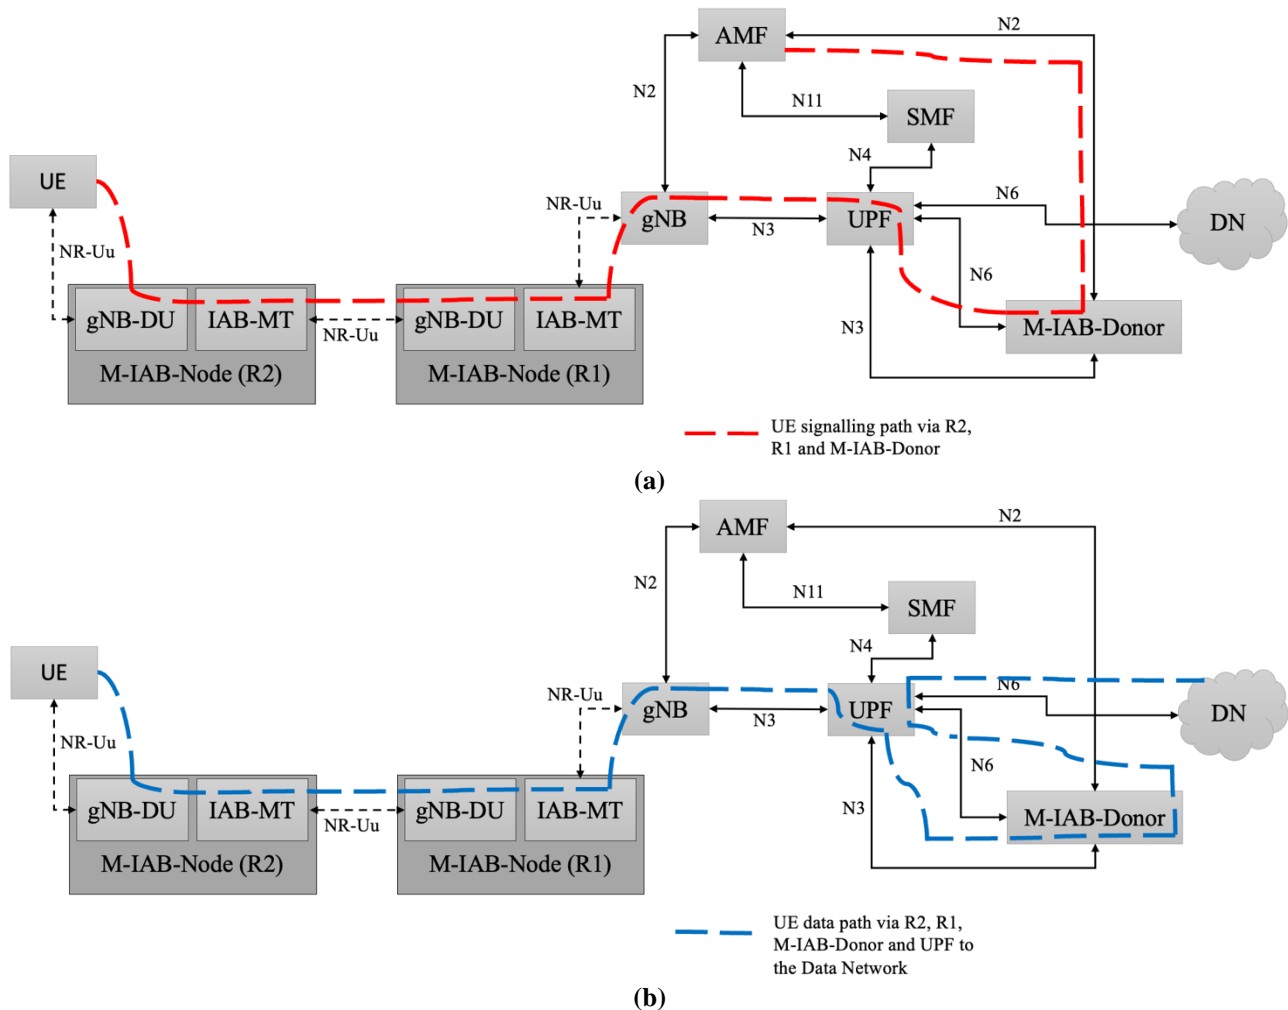 AMF
N2
N2
N11
SMF
N4
UE
NR-Uu
NR-Uu
gNB
N3
UPF
N6
DN
N6
gNB-DU
IAB-MT
NR-Uu
gNB-DU
IAB-MT
N3
M-IAB-Donor
M-IAB-Node (R2)
M-IAB-Node (R1)
UE signalling path via R2,
R1 and M-IAB-Donor
(a)
AMF
N2
N2
N11
SMF
N4
UE
NR-Uu
NR-Uu
gNB
N3
UPF
N6
DN
N6
gNB-DU
IAB-MT
NR-Uu
gNB-DU
IAB-MT
N3
M-IAB-Donor
M-IAB-Node (R2)
M-IAB-Node (R1)
UE data path via R2, R1,
M-IAB-Donor and UPF to
the Data Network
(b)